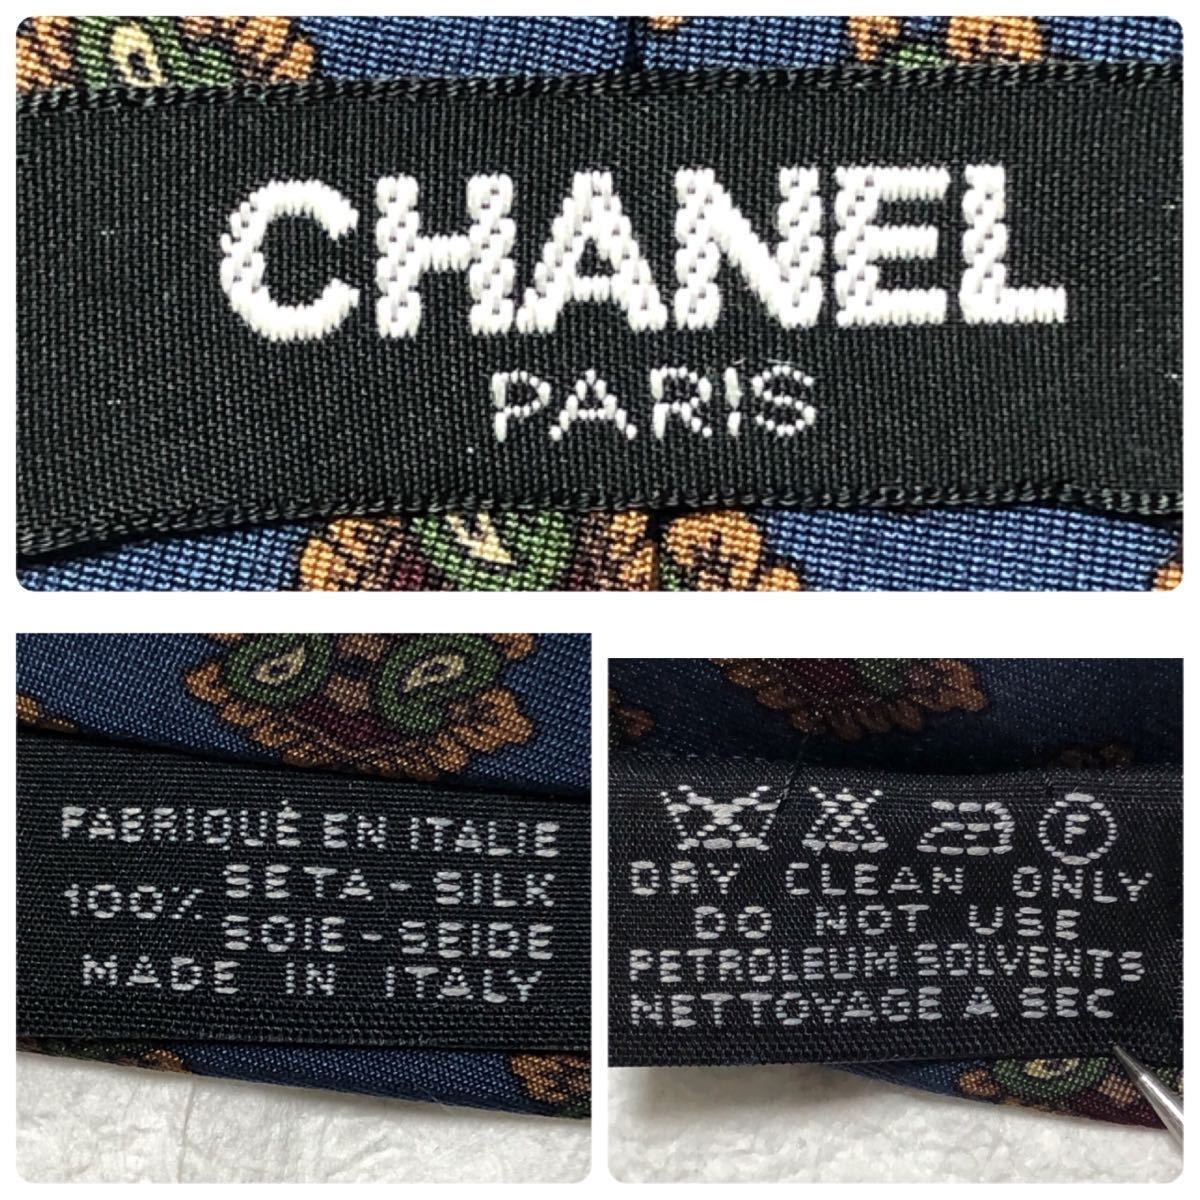 CHANEL
PARIS
FABRIQUÉ EN ITALIE
100% SETA - SILK
SOIE - SEIDE
MADE IN ITALY
F
DRY CLEAN ONLY
DO NOT USE
PETROLEUM SOLVENTS
NETTOYAGE A SEC